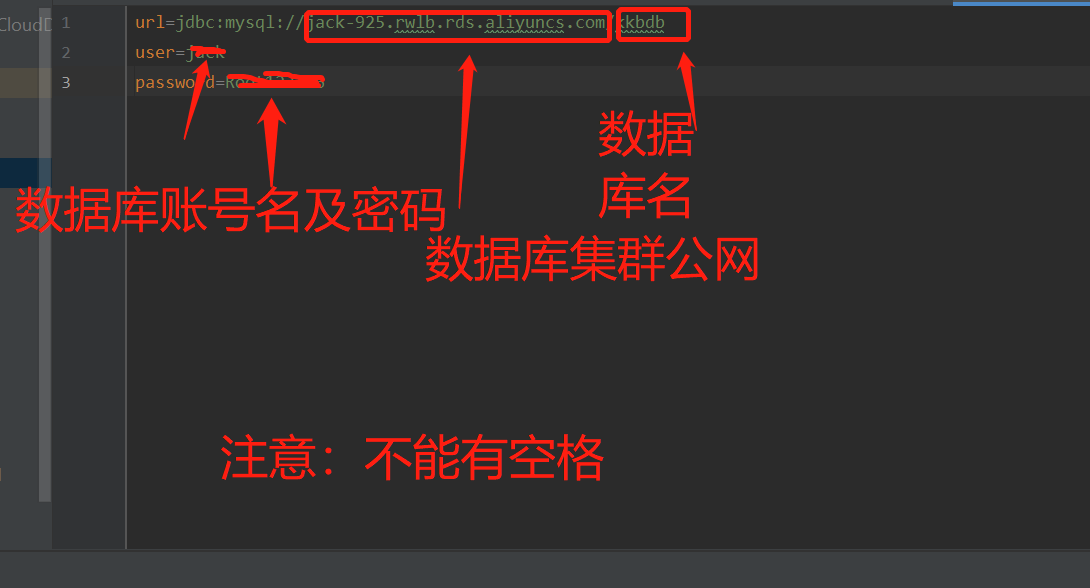 CloudD
1 url=jdbc:mysql://jack-925.rwlb.rds.aliyuncs.com/kkbdb
2 user=jack
3 password=
数据
库名
数据库账号名及密码
数据库集群公网
注意：不能有空格